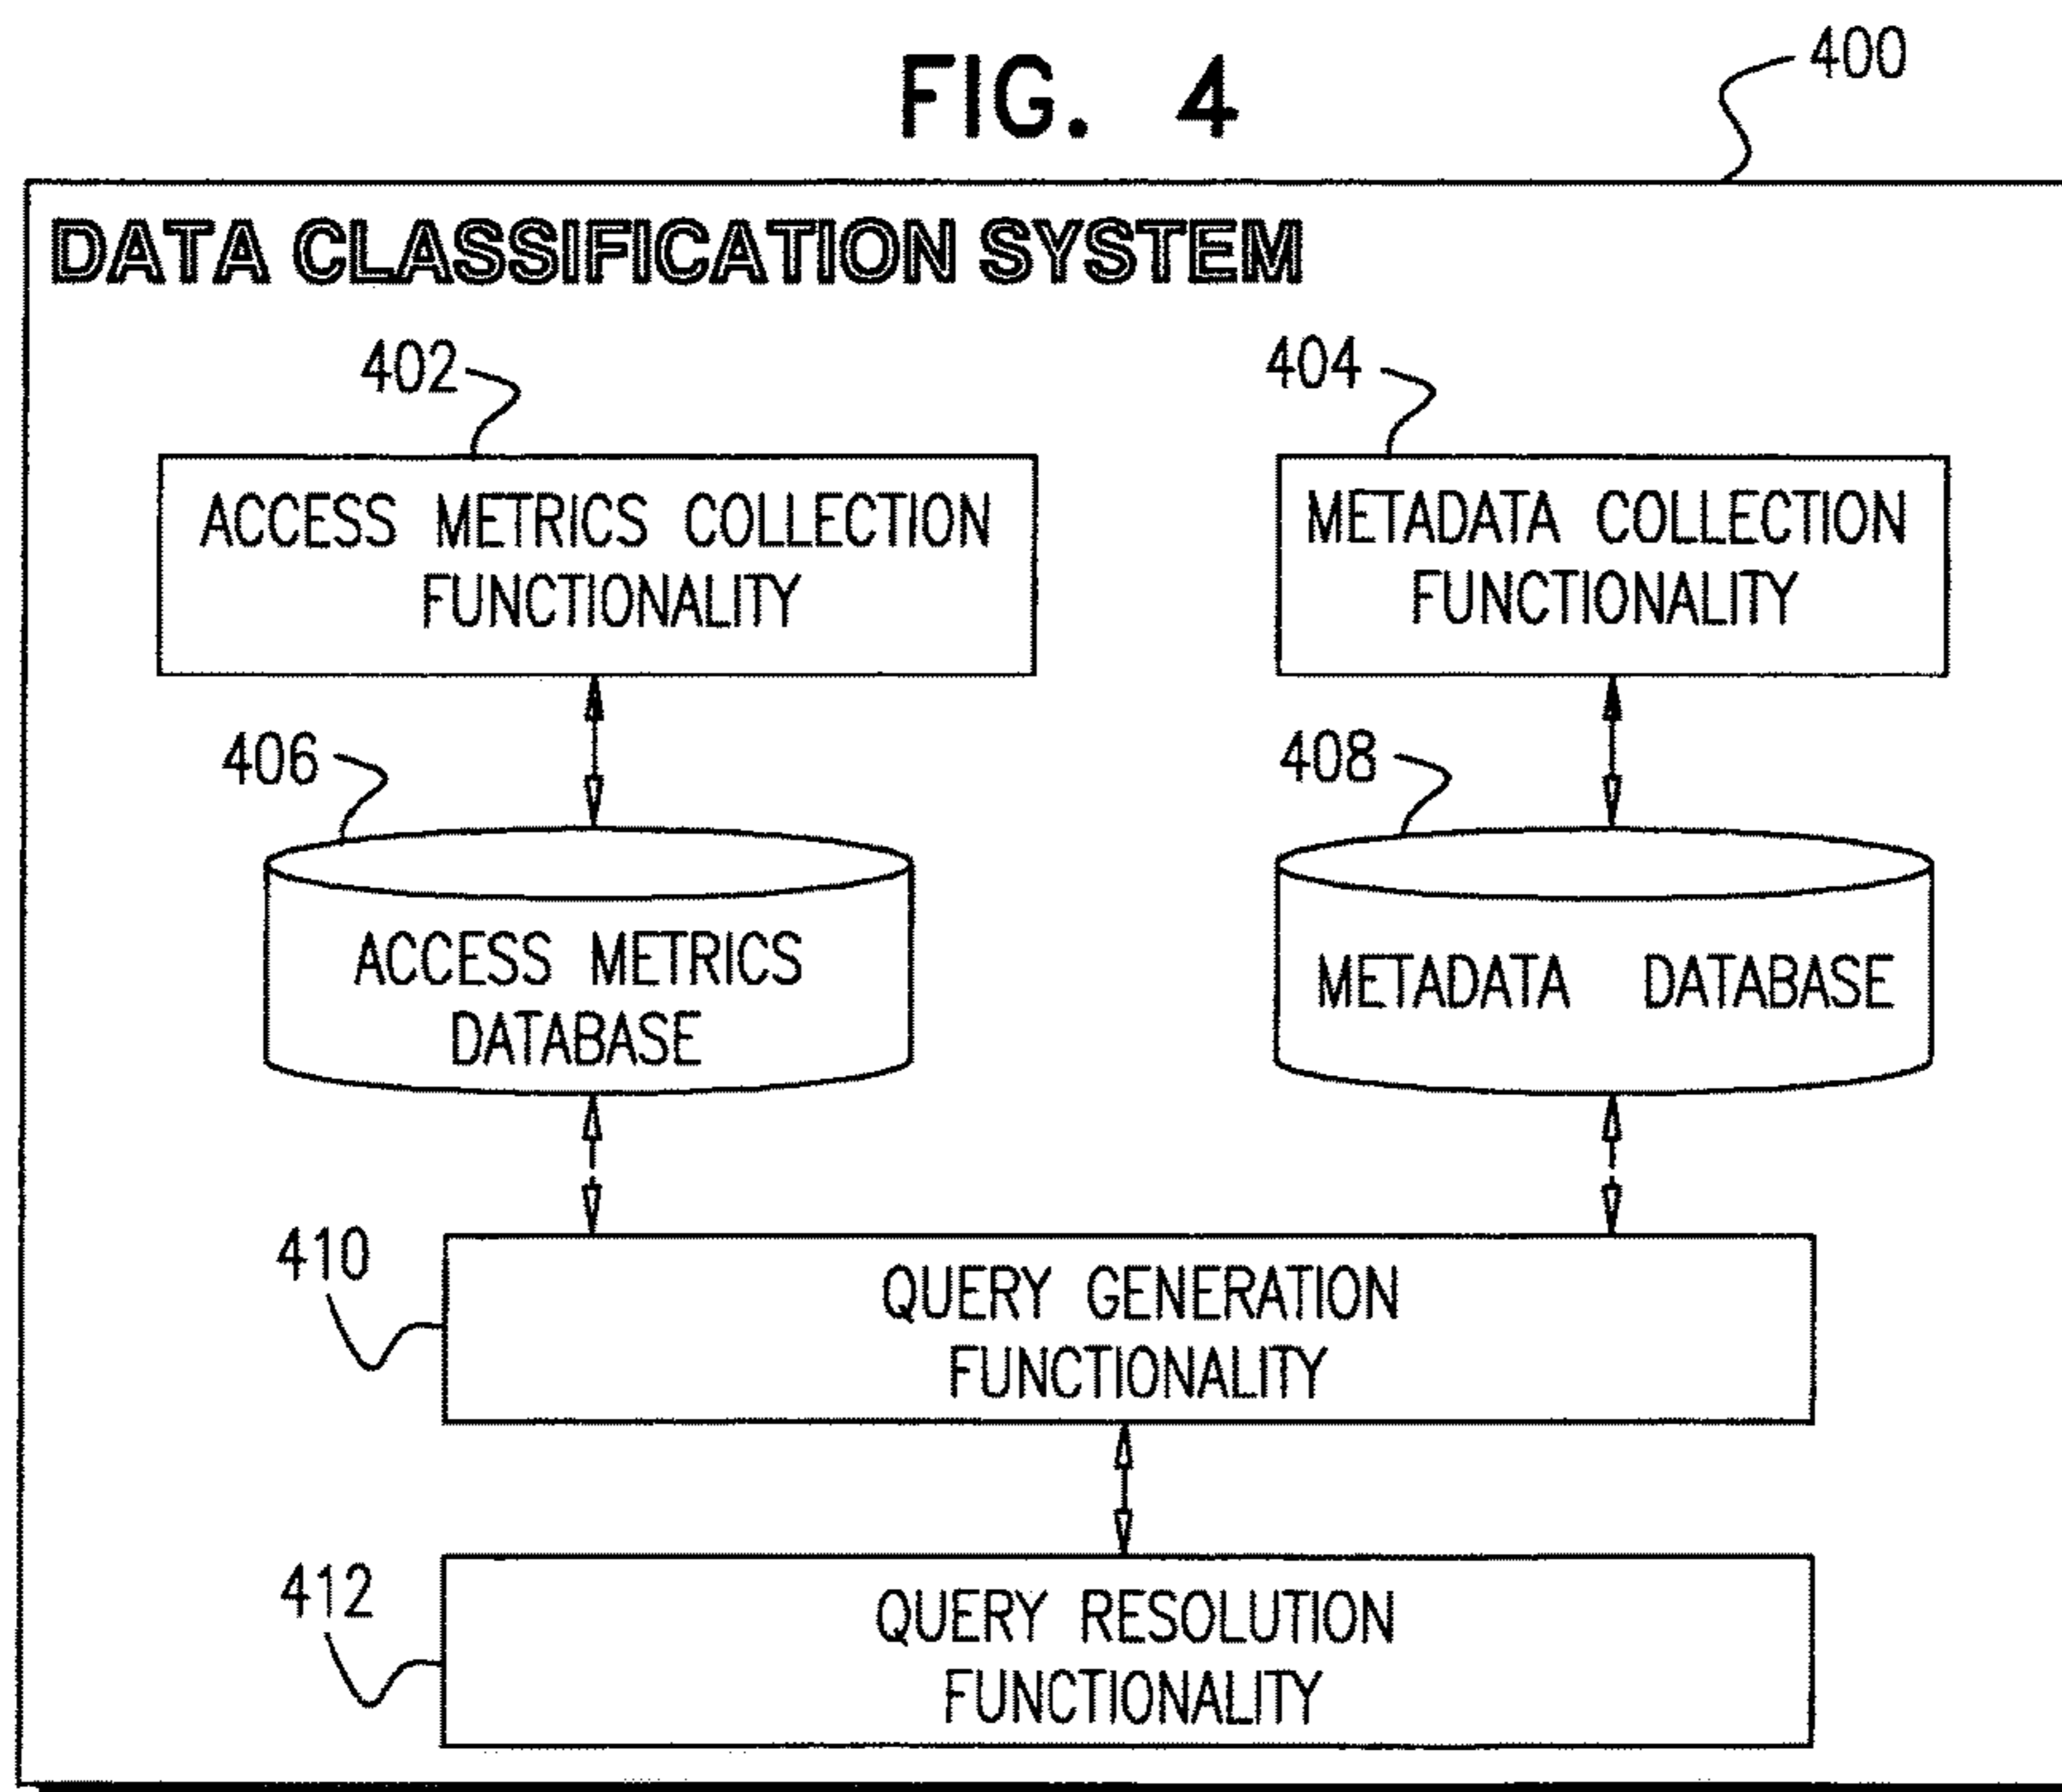 FIG. 4
400
DATA CLASSIFICATION SYSTEM
402
404
ACCESS METRICS COLLECTION
FUNCTIONALITY
METADATA COLLECTION
FUNCTIONALITY
406
408
ACCESS METRICS
DATABASE
METADATA DATABASE
410
QUERY GENERATION
FUNCTIONALITY
412
QUERY RESOLUTION
FUNCTIONALITY